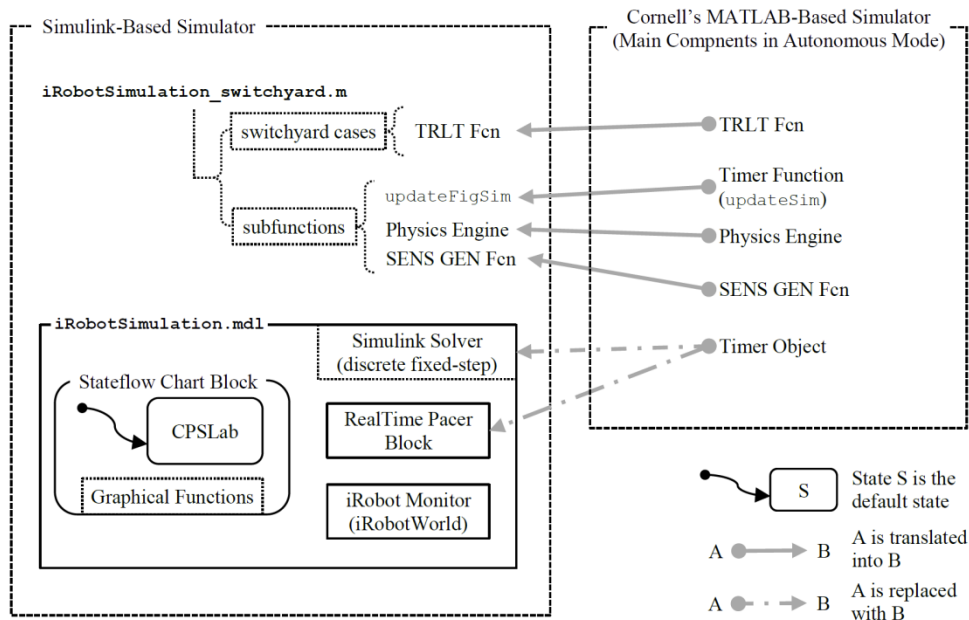 Simulink-Based Simulator
iRobotSimulation_switchyard.m
switchyard cases
TRLT Fcn
subfunctions
updateFigSim
Physics Engine
SENS GEN Fcn
iRobotSimulation.mdl
Simulink Solver
(discrete fixed-step)
Stateflow Chart Block
CPSLab
Graphical Functions
RealTime Pacer
Block
iRobot Monitor
(iRobotWorld)
Cornell’s MATLAB-Based Simulator
(Main Compnents in Autonomous Mode)
TRLT Fcn
Timer Function
(updateSim)
Physics Engine
SENS GEN Fcn
Timer Object
S
State S is the
default state
A
B
A is translated
into B
A
B
A is replaced
with B